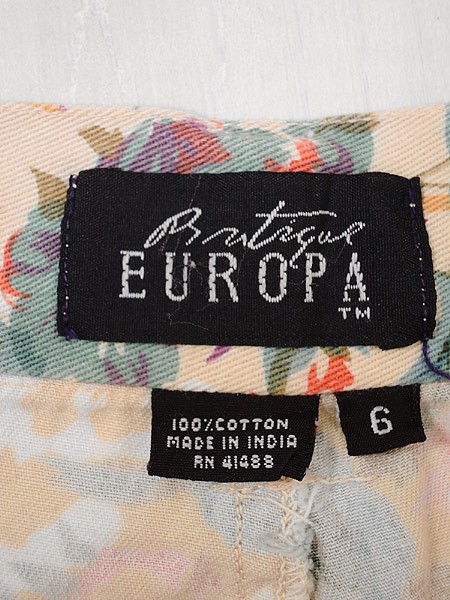 Boutique
EUROPA
TM
100% COTTON
MADE IN INDIA
RN 41488
6